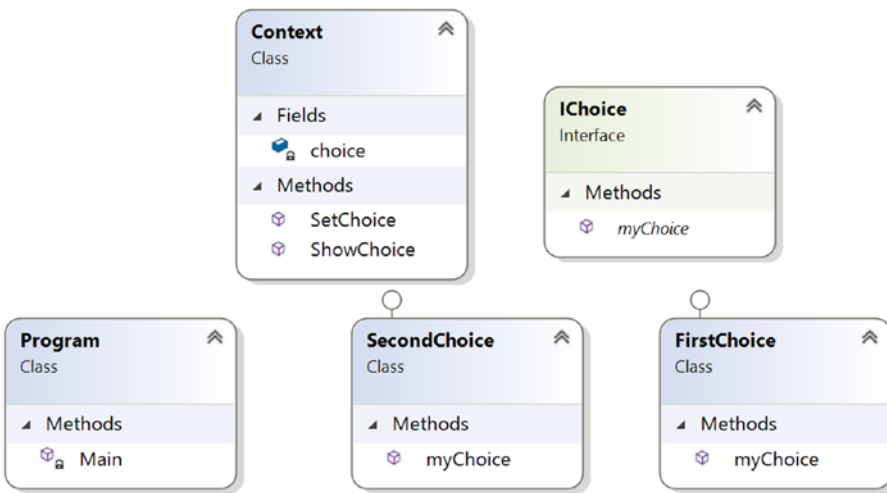 Context
Class
Fields
choice
Methods
SetChoice
ShowChoice
IChoice
Interface
Methods
myChoice
Program
Class
Methods
Main
SecondChoice
Class
Methods
myChoice
FirstChoice
Class
Methods
myChoice